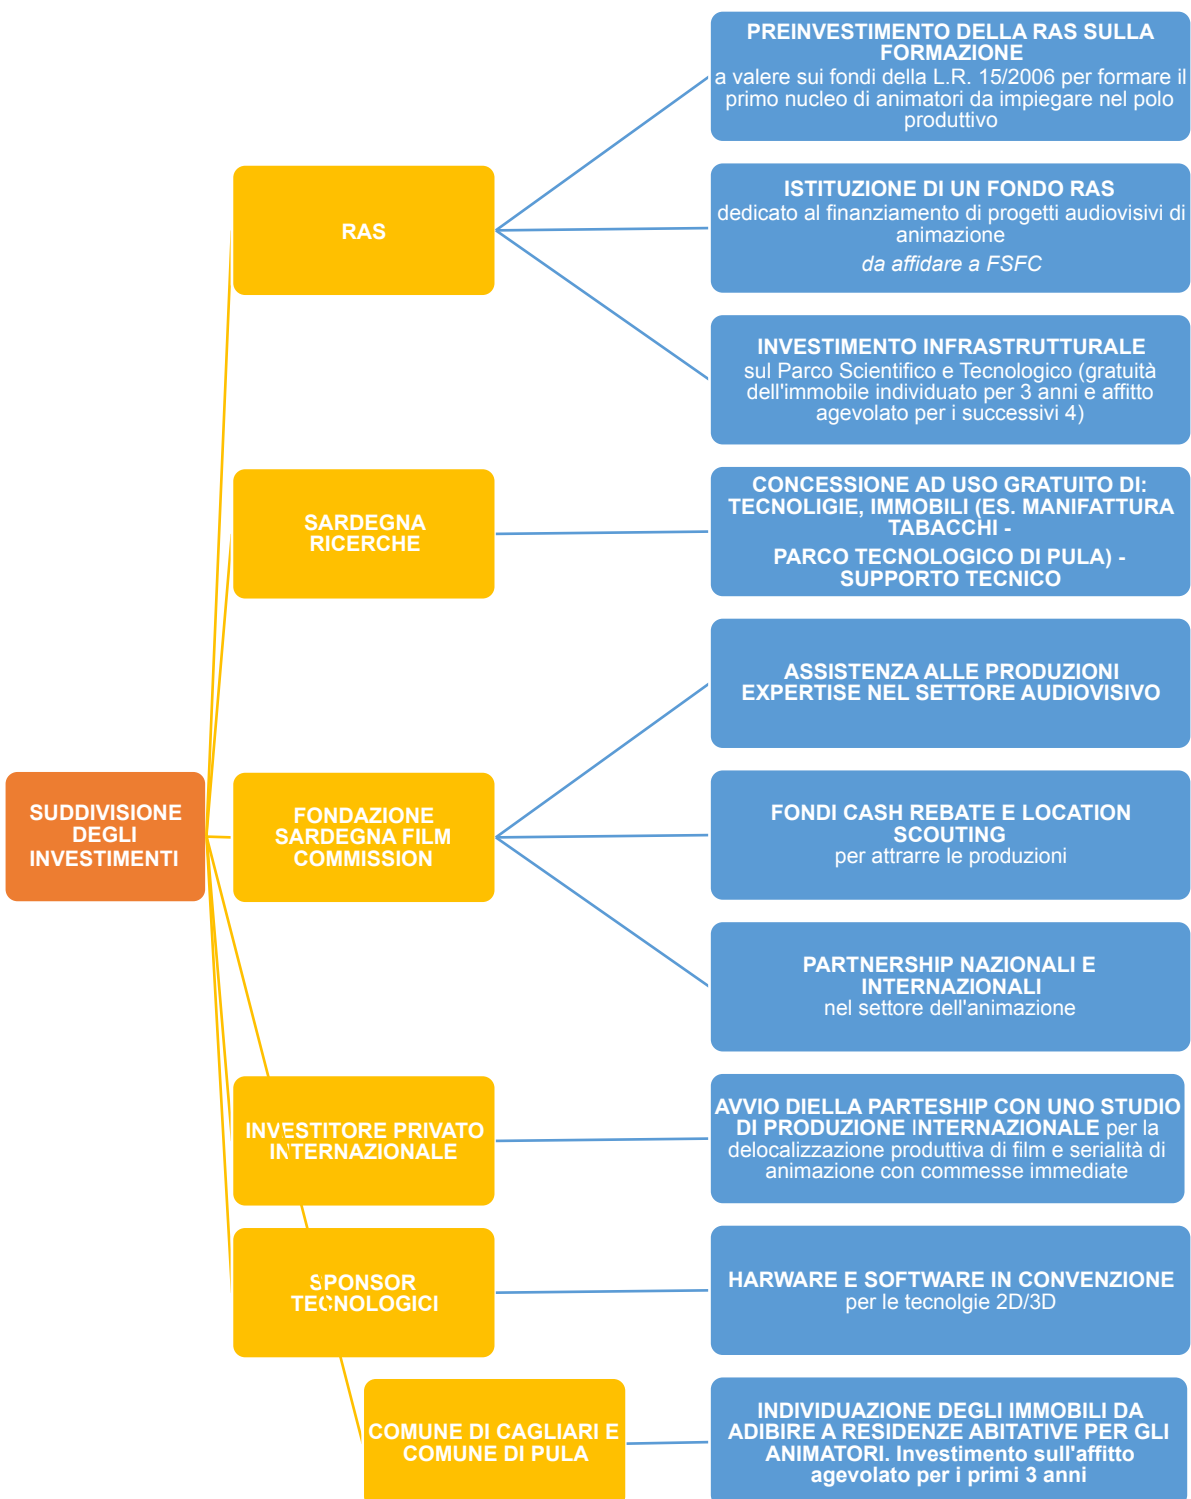 SUDDIVISIONE
DEGLI
INVESTIMENTI
RAS
PREINVESTIMENTO DELLA RAS SULLA
FORMAZIONE
a valere sui fondi della L.R. 15/2006 per formare il
primo nucleo di animatori da impiegare nel polo
produttivo
ISTITUZIONE DI UN FONDO RAS
dedicato al finanziamento di progetti audiovisivi di
animazione
da affidare a FSFC
INVESTIMENTO INFRASTRUTTURALE
sul Parco Scientifico e Tecnologico (gratuità
dell'immobile individuato per 3 anni e affitto
agevolato per i successivi 4)
SARDEGNA
RICERCHE
CONCESSIONE AD USO GRATUITO DI:
TECNOLIGIE, IMMOBILI (ES. MANIFATTURA
TABACCHI -
PARCO TECNOLOGICO DI PULA) -
SUPPORTO TECNICO
FONDAZIONE
SARDEGNA FILM
COMMISSION
ASSISTENZA ALLE PRODUZIONI
EXPERTISE NEL SETTORE AUDIOVISIVO
FONDI CASH REBATE E LOCATION
SCOUTING
per attrarre le produzioni
PARTNERSHIP NAZIONALI E
INTERNAZIONALI
nel settore dell'animazione
INVESTITORE PRIVATO
INTERNAZIONALE
AVVIO DIELLA PARTESHIP CON UNO STUDIO
DI PRODUZIONE INTERNAZIONALE per la
delocalizzazione produttiva di film e serialità di
animazione con commesse immediate
SPONSOR
TECNOLOGICI
HARWARE E SOFTWARE IN CONVENZIONE
per le tecnolgie 2D/3D
COMUNE DI CAGLIARI E
COMUNE DI PULA
INDIVIDUAZIONE DEGLI IMMOBILI DA
ADIBIRE A RESIDENZE ABITATIVE PER GLI
ANIMATORI. Investimento sull'affitto
agevolato per i primi 3 anni